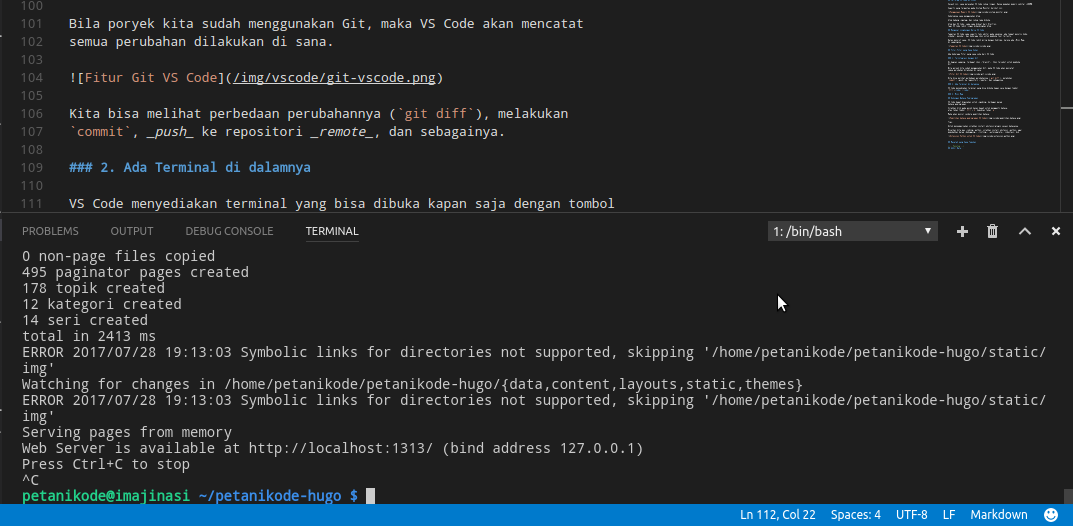 100
101 Bila poryek kita sudah menggunakan Git, maka VS Code akan mencatat
102 semua perubahan dilakukan di sana.
103
104 ![Fitur Git VS Code](/img/vscode/git-vscode.png)
105
106 Kita bisa melihat perbedaan perubahannya (`git diff`), melakukan
107 `commit`, _push_ ke repositori _remote_, dan sebagainya.
108
109 ### 2. Ada Terminal di dalamnya
110
111 VS Code menyediakan terminal yang bisa dibuka kapan saja dengan tombol
PROBLEMS OUTPUT DEBUG CONSOLE TERMINAL 1: /bin/bash
0 non-page files copied
495 paginator pages created
178 topik created
12 kategori created
14 seri created
total in 2413 ms
ERROR 2017/07/28 19:13:03 Symbolic links for directories not supported, skipping '/home/petanikode/petanikode-hugo/static/
img'
Watching for changes in /home/petanikode/petanikode-hugo/{data,content,layouts,static,themes}
ERROR 2017/07/28 19:13:03 Symbolic links for directories not supported, skipping '/home/petanikode/petanikode-hugo/static/
img'
Serving pages from memory
Web Server is available at http://localhost:1313/ (bind address 127.0.0.1)
Press Ctrl+C to stop
^C
petanikode@imajinasi ~/petanikode-hugo $
Ln 112, Col 22 Spaces: 4 UTF-8 LF Markdown